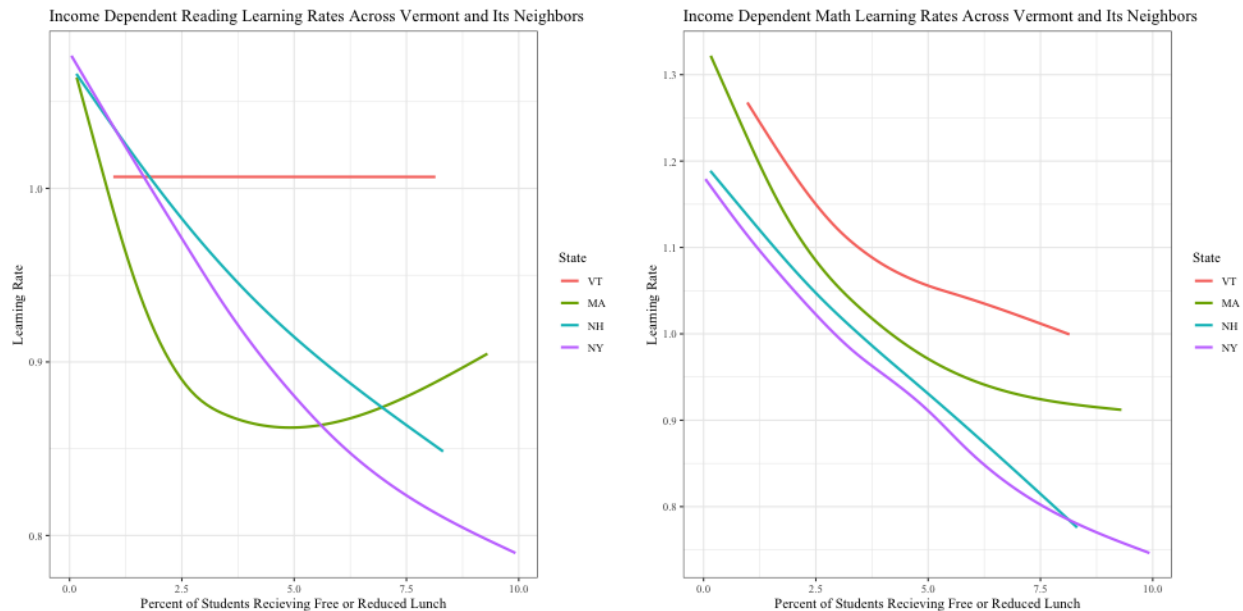 Income Dependent Reading Learning Rates Across Vermont and Its Neighbors
Learning Rate
1.0
0.9
0.8
0.0
2.5
5.0
7.5
10.0
Percent of Students Recieving Free or Reduced Lunch
State
VT
MA
NH
NY
Income Dependent Math Learning Rates Across Vermont and Its Neighbors
Learning Rate
1.3
1.2
1.1
1.0
0.9
0.8
0.0
2.5
5.0
7.5
10.0
Percent of Students Recieving Free or Reduced Lunch
State
VT
MA
NH
NY